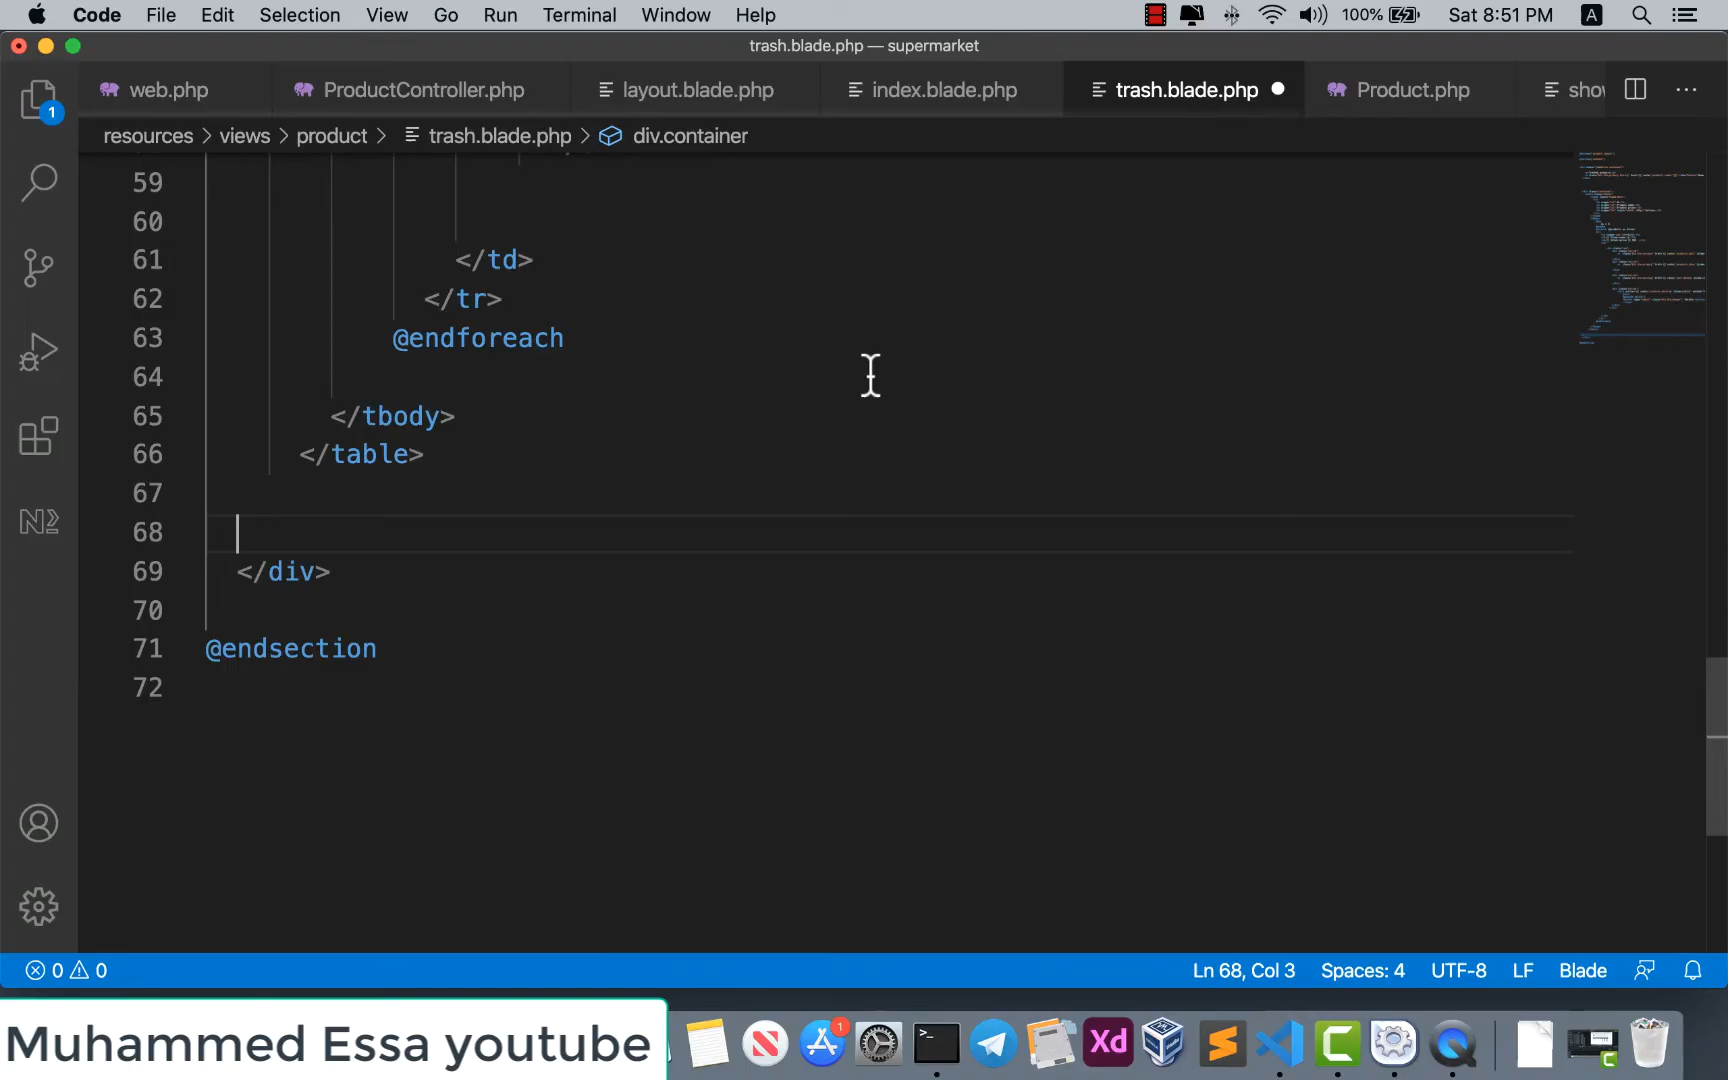 Code File Edit Selection View Go Run Terminal Window Help 100% Sat 8:51 PM A
trash.blade.php — supermarket
web.php ProductController.php layout.blade.php index.blade.php trash.blade.php Product.php show
resources > views > product > trash.blade.php > div.container
1
59
60
61 </td>
62 </tr>
63 @endforeach
64
65 </tbody>
66 </table>
67
68
69 </div>
70
71 @endsection
72
0 0 Ln 68, Col 3 Spaces: 4 UTF-8 LF Blade
Muhammed Essa youtube
1 Xd